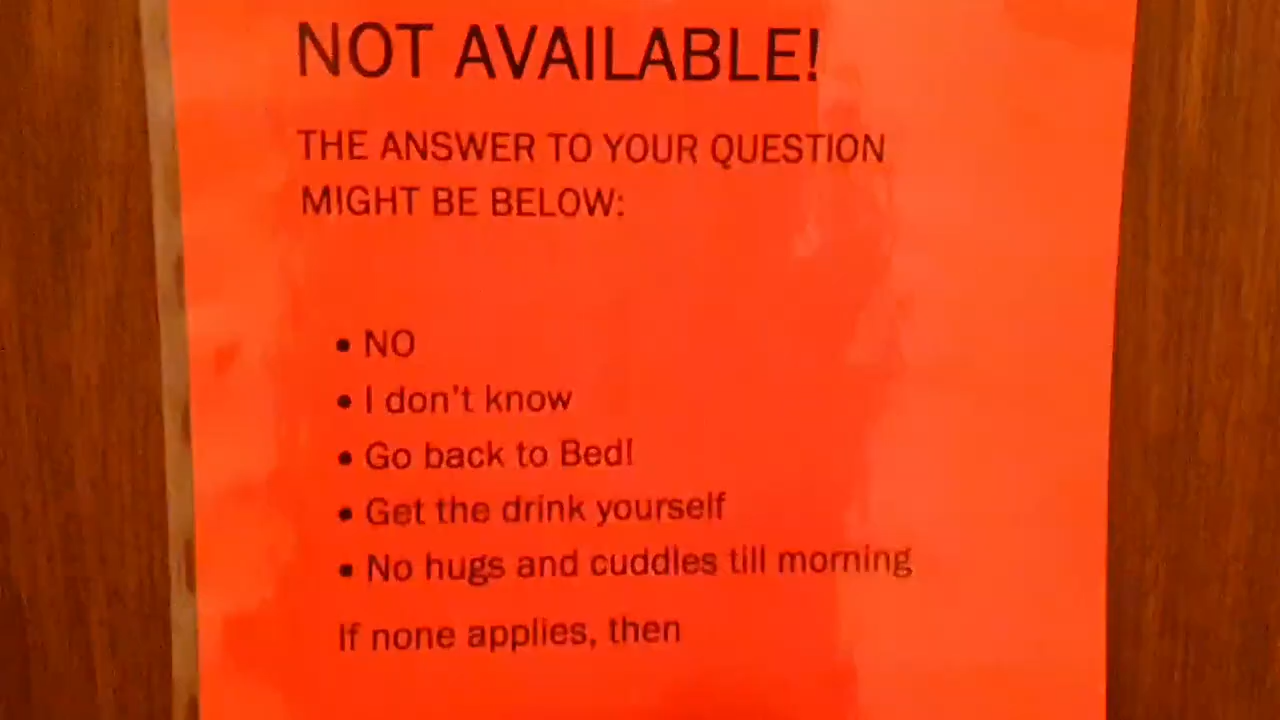 NOT AVAILABLE!
THE ANSWER TO YOUR QUESTION
MIGHT BE BELOW:
• NO
• I don't know
• Go back to Bed!
• Get the drink yourself
• No hugs and cuddles till morning
If none applies, then